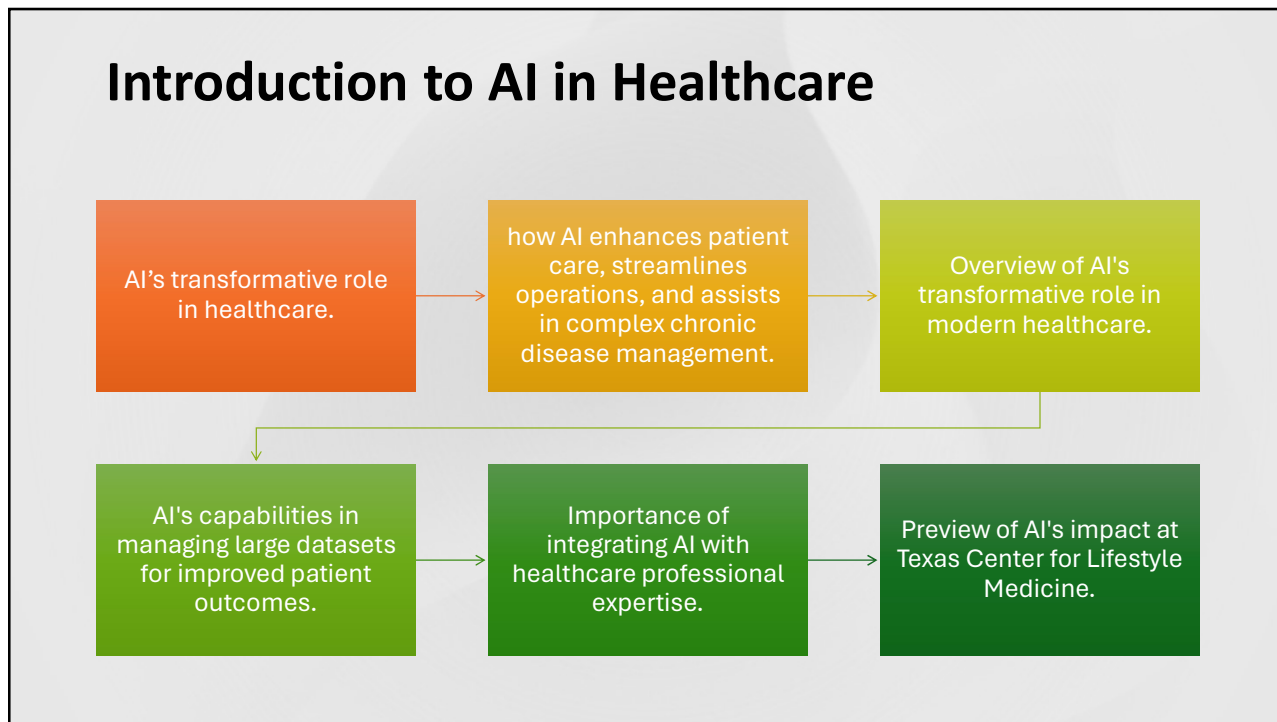 Introduction to AI in Healthcare
AI’s transformative role
in healthcare.
how AI enhances patient
care, streamlines
operations, and assists
in complex chronic
disease management.
Overview of AI's
transformative role in
modern healthcare.
AI's capabilities in
managing large datasets
for improved patient
outcomes.
Importance of
integrating AI with
healthcare professional
expertise.
Preview of AI's impact at
Texas Center for Lifestyle
Medicine.